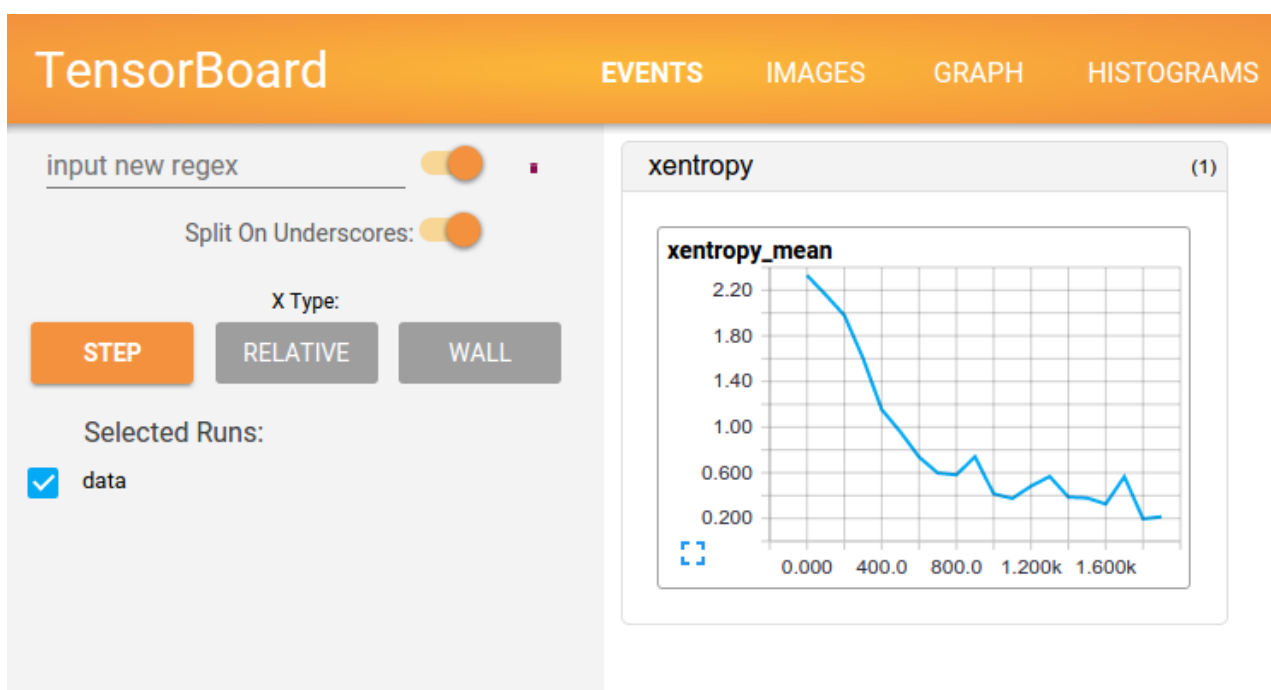 TensorBoard
EVENTS IMAGES GRAPH HISTOGRAMS
input new regex
Split On Underscores:
X Type:
STEP RELATIVE WALL
Selected Runs:
data
xentropy (1)
xentropy_mean
2.20
1.80
1.40
1.00
0.600
0.200
0.000 400.0 800.0 1.200k 1.600k